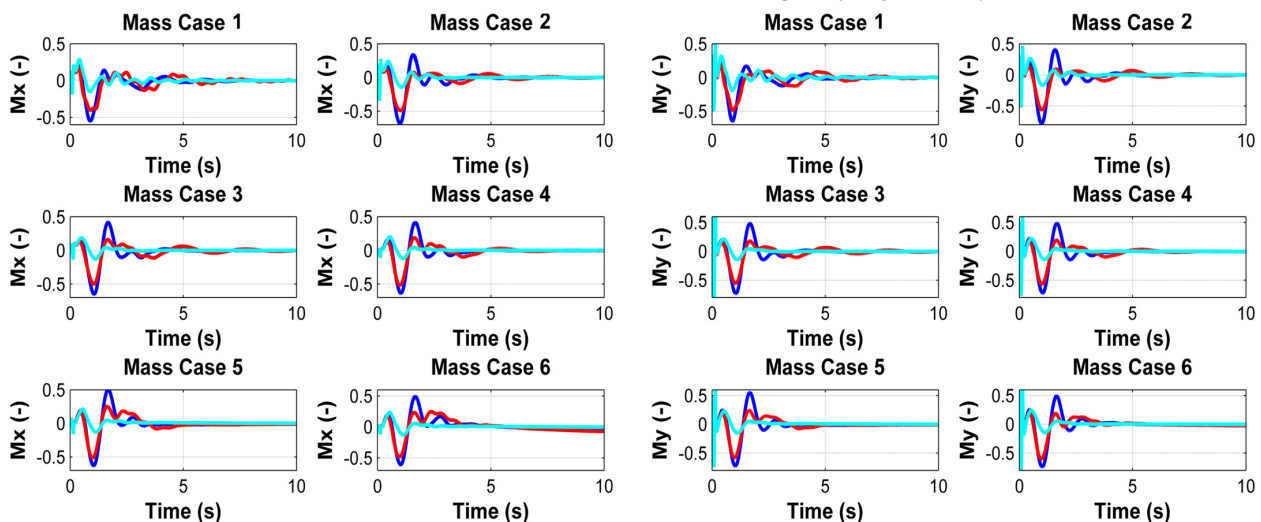 Mass Case 1 Mass Case 2 Mass Case 1 Mass Case 2
0.5 0.5 0.5 0.5
Mx (-) Mx (-) My (-) My (-)
0 0 0 0
-0.5 -0.5 -0.5 -0.5
0 5 10 0 5 10 0 5 10 0 5 10
Time (s) Time (s) Time (s) Time (s)
Mass Case 3 Mass Case 4 Mass Case 3 Mass Case 4
0.5 0.5 0.5 0.5
Mx (-) Mx (-) My (-) My (-)
0 0 0 0
-0.5 -0.5 -0.5 -0.5
0 5 10 0 5 10 0 5 10 0 5 10
Time (s) Time (s) Time (s) Time (s)
Mass Case 5 Mass Case 6 Mass Case 5 Mass Case 6
0.5 0.5 0.5 0.5
Mx (-) Mx (-) My (-) My (-)
0 0 0 0
-0.5 -0.5 -0.5 -0.5
0 5 10 0 5 10 0 5 10 0 5 10
Time (s) Time (s) Time (s) Time (s)